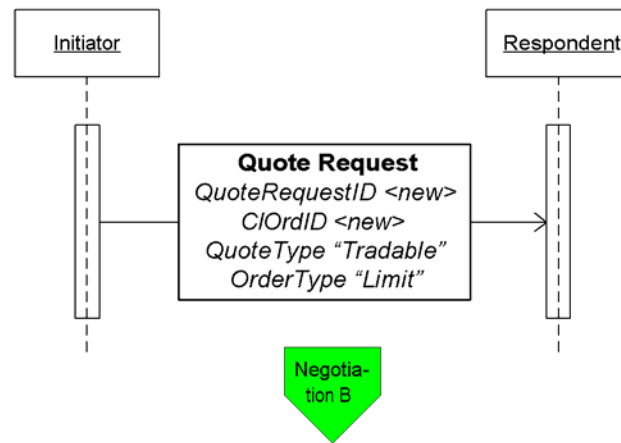 Initiator
Respondent
Quote Request
QuoteRequestID <new>
ClOrdID <new>
QuoteType “Tradable”
OrderType “Limit”
Negotia-
tion B